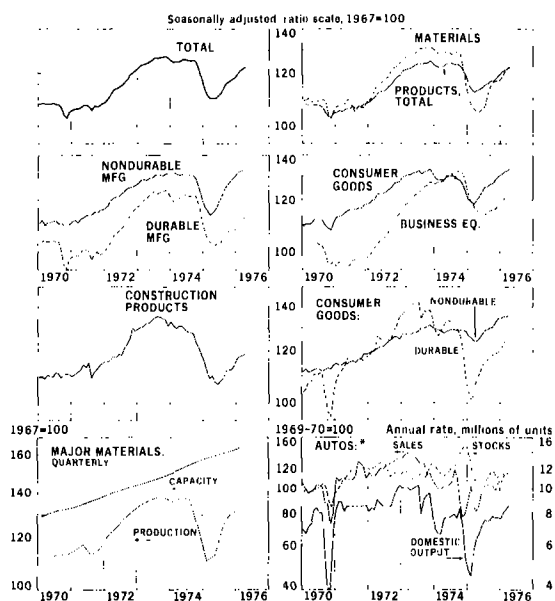 Seasonally adjusted ratio scale, 1967=100
TOTAL
140
MATERIALS
120
PRODUCTS,
TOTAL
100
NONDURABLE
MFG
DURABLE
MFG
140
CONSUMER
GOODS
120
BUSINESS EQ.
100
1970 1972 1974 1976
1970 1972 1974 1976
CONSTRUCTION
PRODUCTS
140
CONSUMER
GOODS:
NONDURABLE
120
DURABLE
100
1967=100
160
MAJOR MATERIALS.
QUARTERLY
CAPACITY
140
PRODUCTION
120
100
1970 1972 1974 1976
1969-70=100 Annual rate, millions of units
160 AUTOS:* SALES STOCKS 16
120 12
100 10
80 8
60 6
DOMESTIC
OUTPUT
40 4
1970 1972 1974 1976